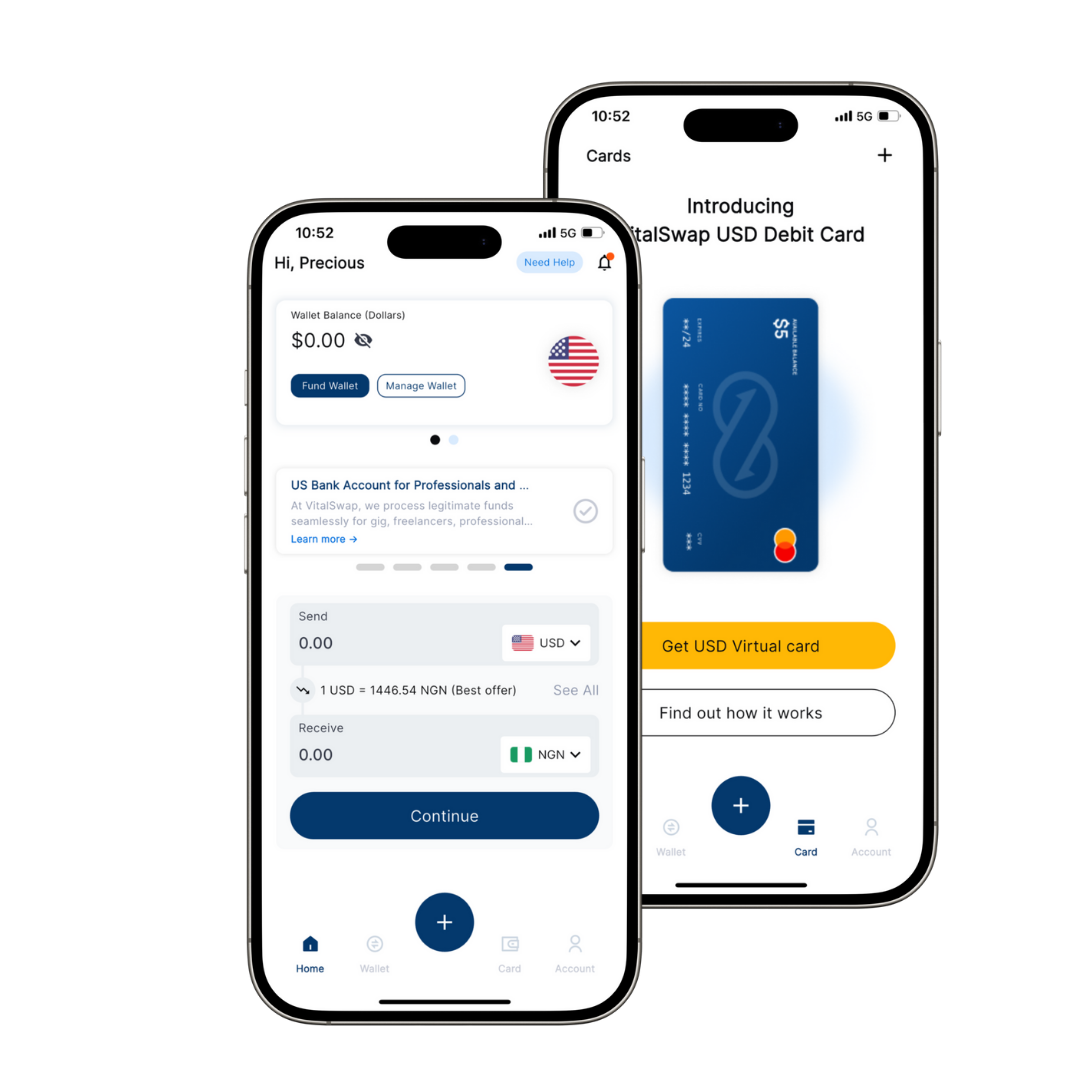 10:52
5G
Hi, Precious
Need Help
Wallet Balance (Dollars)
$0.00
Fund Wallet
Manage Wallet
US Bank Account for Professionals and ...
At VitalSwap, we process legitimate funds
seamlessly for gig, freelancers, professional...
Learn more →
Send
0.00
USD
1 USD = 1446.54 NGN (Best offer)
See All
Receive
0.00
NGN
Continue
+
Home
Wallet
Card
Account
10:52
5G
Cards
+
Introducing
italSwap USD Debit Card
AVAILABLE BALANCE
$5
EXPIRES
**/24
CARD NO
**** **** **** 1234
CVV
***
Get USD Virtual card
Find out how it works
+
Wallet
Card
Account